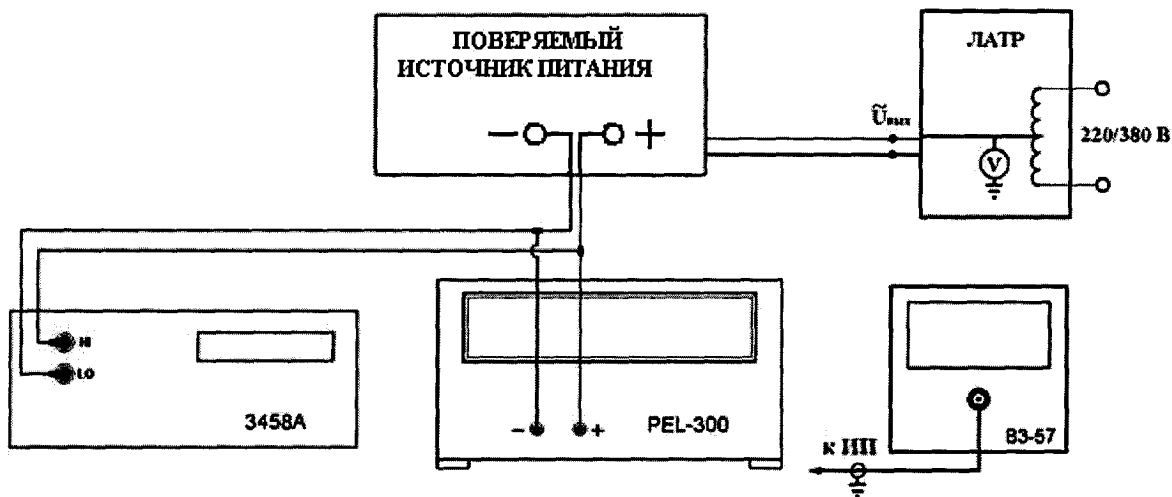 ПОВЕРЯЕМЫЙ
ИСТОЧНИК ПИТАНИЯ
− +
ЛАТР
Ũвых
220/380 В
V
HI
LO
3458A
− +
PEL-300
В3-57
к ИП